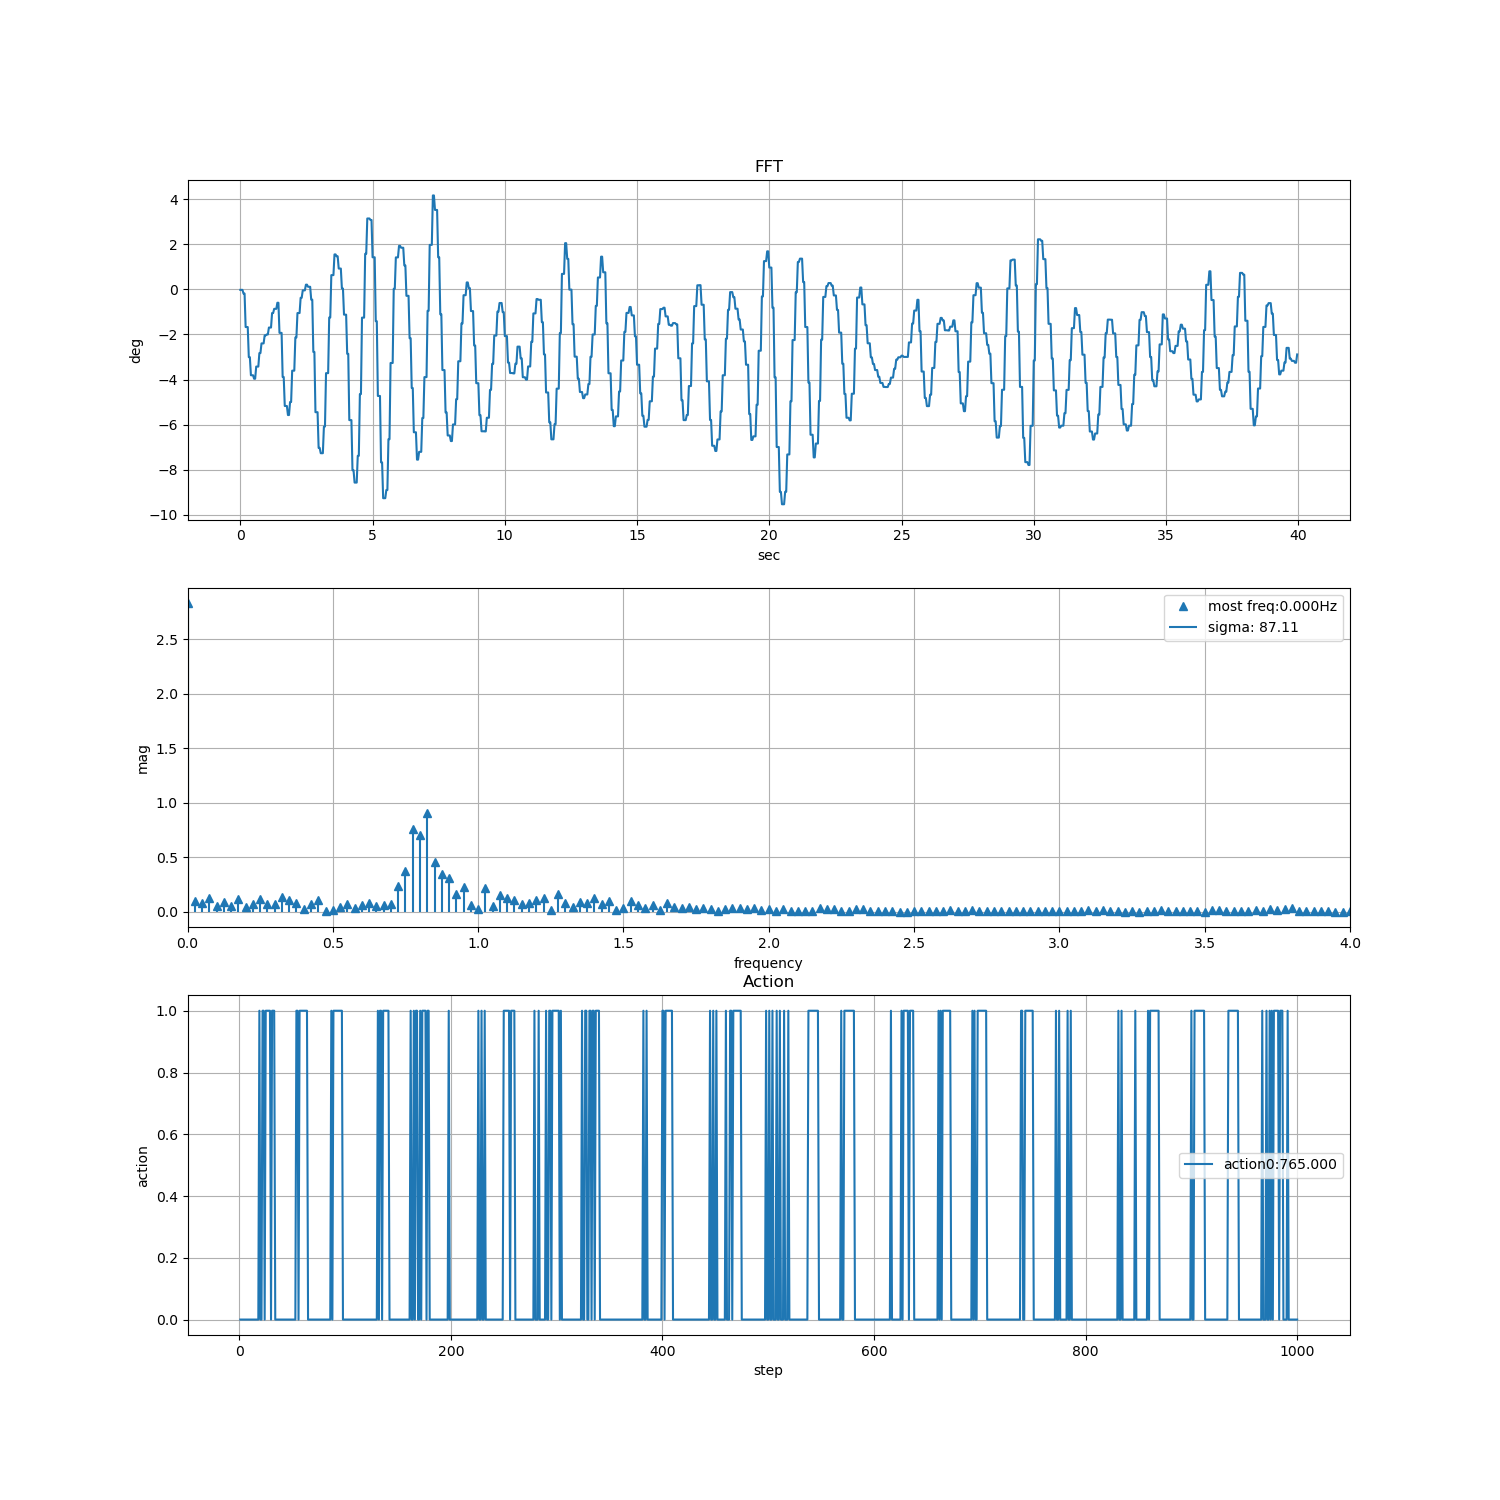 FFT
4
2
0
−2
−4
−6
−8
−10
deg
0 5 10 15 20 25 30 35 40
sec
most freq:0.000Hz
sigma: 87.11
2.5
2.0
1.5
1.0
0.5
0.0
mag
0.0 0.5 1.0 1.5 2.0 2.5 3.0 3.5 4.0
frequency
Action
1.0
0.8
0.6
0.4
0.2
0.0
action
action0:765.000
0 200 400 600 800 1000
step